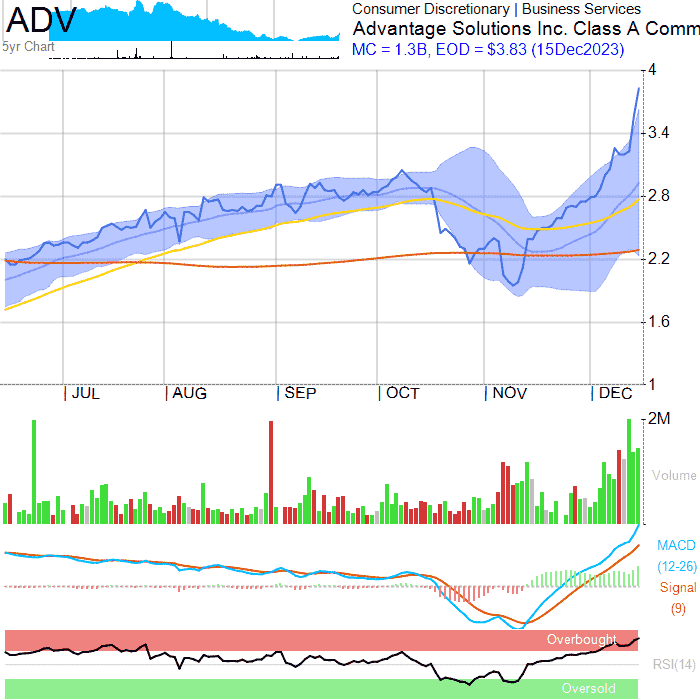 ADV
5yr Chart
Consumer Discretionary | Business Services
Advantage Solutions Inc. Class A Comm
MC = 1.3B, EOD = $3.83 (15Dec2023)
4
3.4
2.8
2.2
1.6
1
| JUL | AUG | SEP | OCT | NOV | DEC
2M
Volume
MACD
(12-26)
Signal
(9)
Overbought
RSI(14)
Oversold